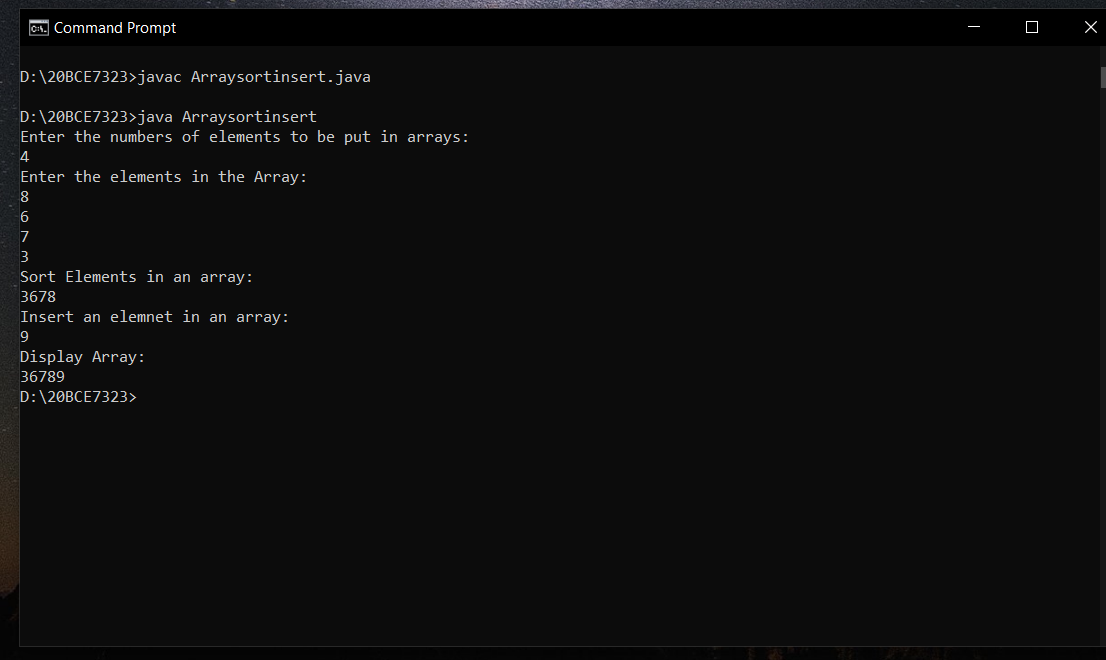 Command Prompt
D:\20BCE7323>javac Arraysortinsert.java
D:\20BCE7323>java Arraysortinsert
Enter the numbers of elements to be put in arrays:
4
Enter the elements in the Array:
8
6
7
3
Sort Elements in an array:
3678
Insert an elemnet in an array:
9
Display Array:
36789
D:\20BCE7323>